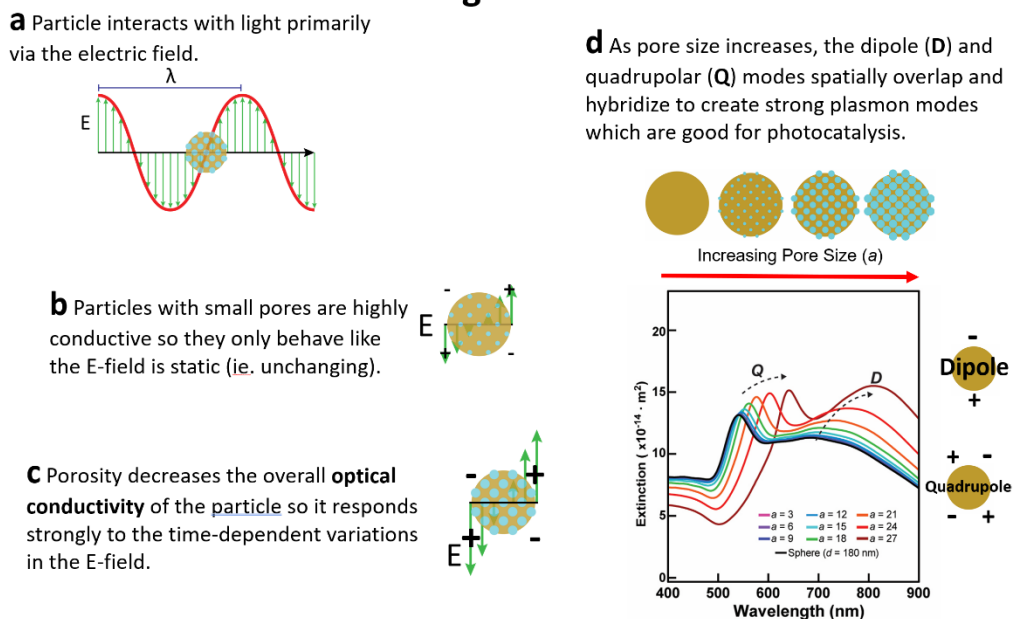 a Particle interacts with light primarily
via the electric field.
λ
E
b Particles with small pores are highly
conductive so they only behave like
the E-field is static (ie. unchanging).
E
-
+
+
-
c Porosity decreases the overall optical
conductivity of the particle so it responds
strongly to the time-dependent variations
in the E-field.
E
-
+
+
-
d As pore size increases, the dipole (D) and
quadrupolar (Q) modes spatially overlap and
hybridize to create strong plasmon modes
which are good for photocatalysis.
Increasing Pore Size (a)
Extinction ( x10⁻¹⁴ · m²)
20
15
10
5
0
Q
D
a = 3
a = 6
a = 9
a = 12
a = 15
a = 18
a = 21
a = 24
a = 27
Sphere (d = 180 nm)
400 500 600 700 800 900
Wavelength (nm)
-
Dipole
+
+ -
Quadrupole
- +